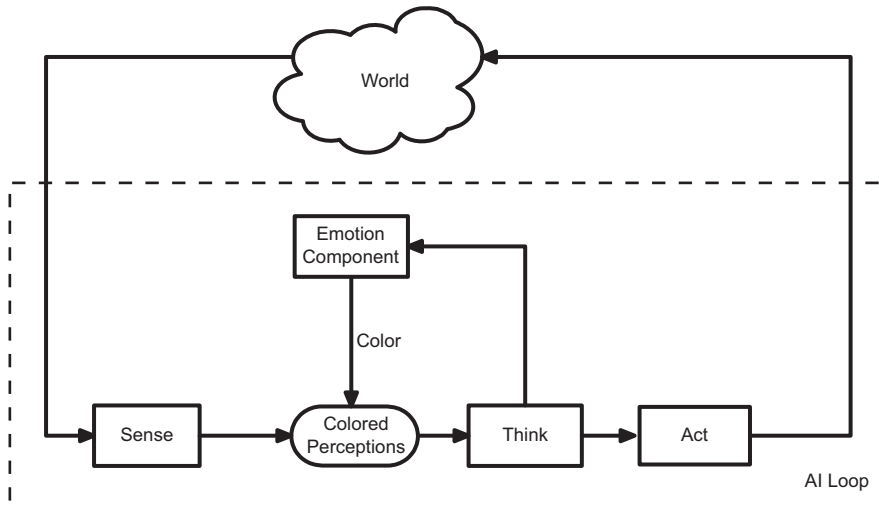 World
Emotion
Component
Color
Sense
Colored
Perceptions
Think
Act
AI Loop